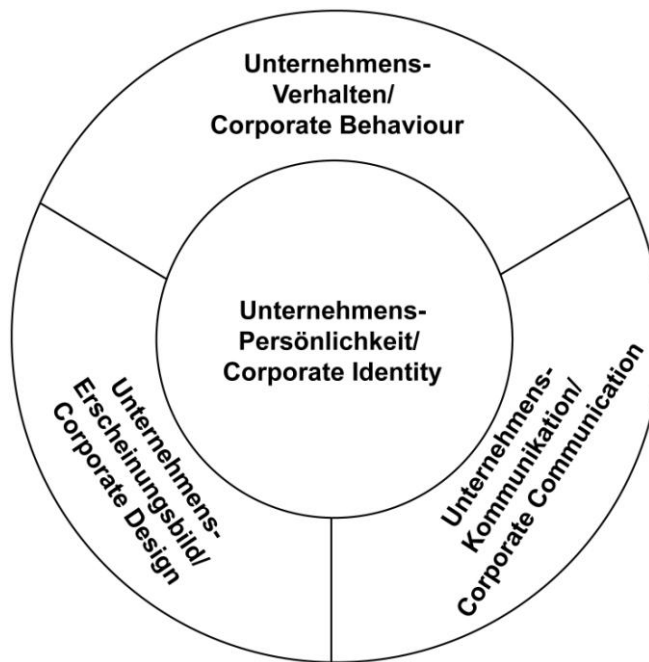 Unternehmens-
Verhalten/
Corporate Behaviour
Unternehmens-
Persönlichkeit/
Corporate Identity
Unternehmens-
Erscheinungsbild/
Corporate Design
Unternehmens-
Kommunikation/
Corporate Communication